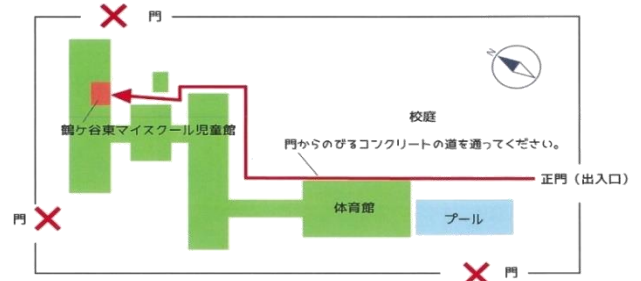 門
N
校庭
鶴ケ谷東マイスクール児童館
門からのびるコンクリートの道を通ってください。
正門（出入口）
体育館
プール
門
門